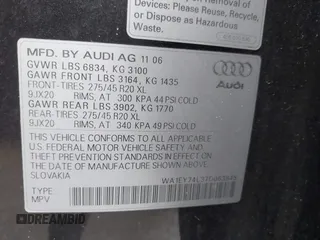 on Removal of
Devices: Please Reuse, Recycle,
or Dispose as Hazardous
Waste.
MFD. BY AUDI AG 11 06
GVWR LBS 6834, KG 3100
GAWR FRONT LBS 3164, KG 1435
FRONT-TIRES 275/45 R20 XL
9JX20 RIMS, AT 300 KPA 44 PSI COLD
GAWR REAR LBS 3902, KG 1770
REAR-TIRES 275/45 R20 XL
9JX20 RIMS, AT 340 KPA 49 PSI COLD
Audi
THIS VEHICLE CONFORMS TO ALL APPLICABLE
U.S. FEDERAL MOTOR VEHICLE SAFETY AND
THEFT PREVENTION STANDARDS IN EFFECT ON
THE DATE OF MANUFACTURE SHOWN ABOVE.
SLOVAKIA
TYPE:
MPV
DREAMBID